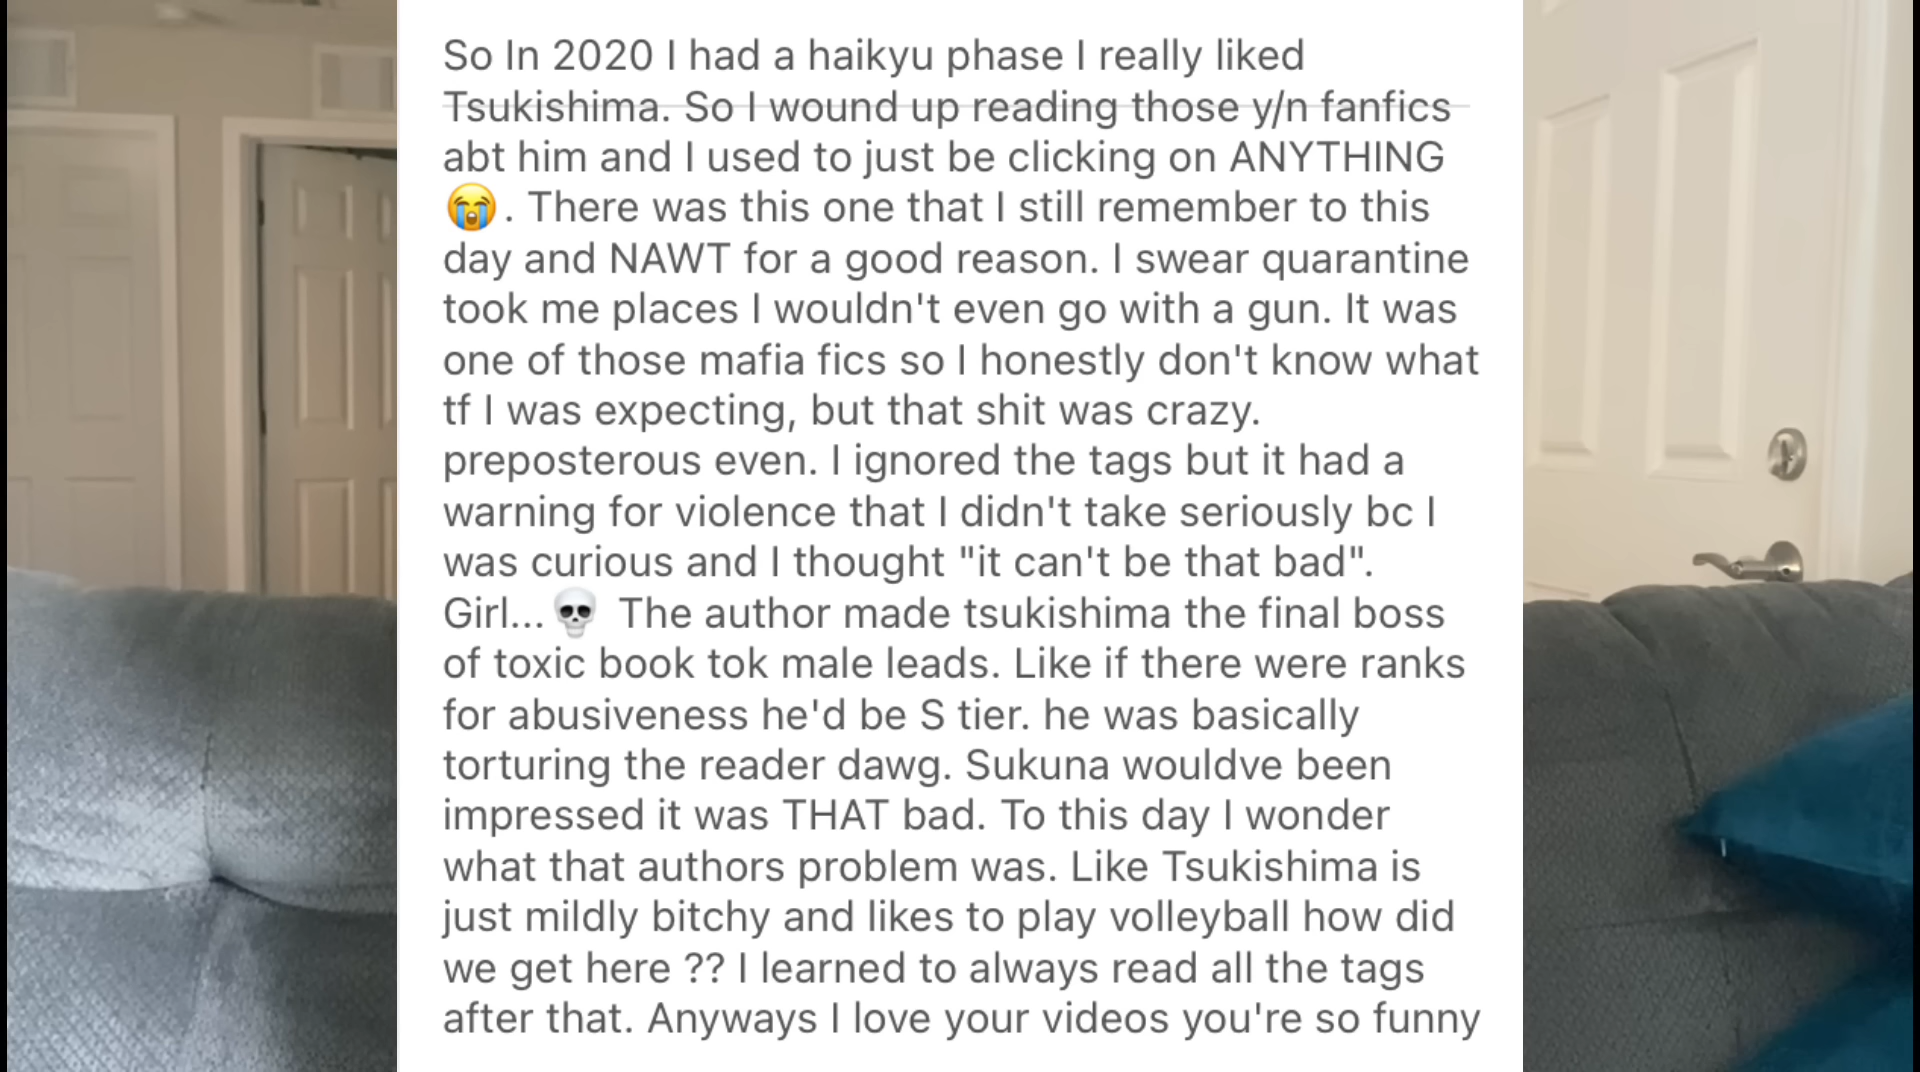 So In 2020 I had a haikyu phase I really liked
Tsukishima. So I wound up reading those y/n fanfics
abt him and I used to just be clicking on ANYTHING
😭. There was this one that I still remember to this
day and NAWT for a good reason. I swear quarantine
took me places I wouldn't even go with a gun. It was
one of those mafia fics so I honestly don't know what
tf I was expecting, but that shit was crazy.
preposterous even. I ignored the tags but it had a
warning for violence that I didn't take seriously bc I
was curious and I thought "it can't be that bad".
Girl...💀 The author made tsukishima the final boss
of toxic book tok male leads. Like if there were ranks
for abusiveness he'd be S tier. he was basically
torturing the reader dawg. Sukuna wouldve been
impressed it was THAT bad. To this day I wonder
what that authors problem was. Like Tsukishima is
just mildly bitchy and likes to play volleyball how did
we get here ?? I learned to always read all the tags
after that. Anyways I love your videos you're so funny